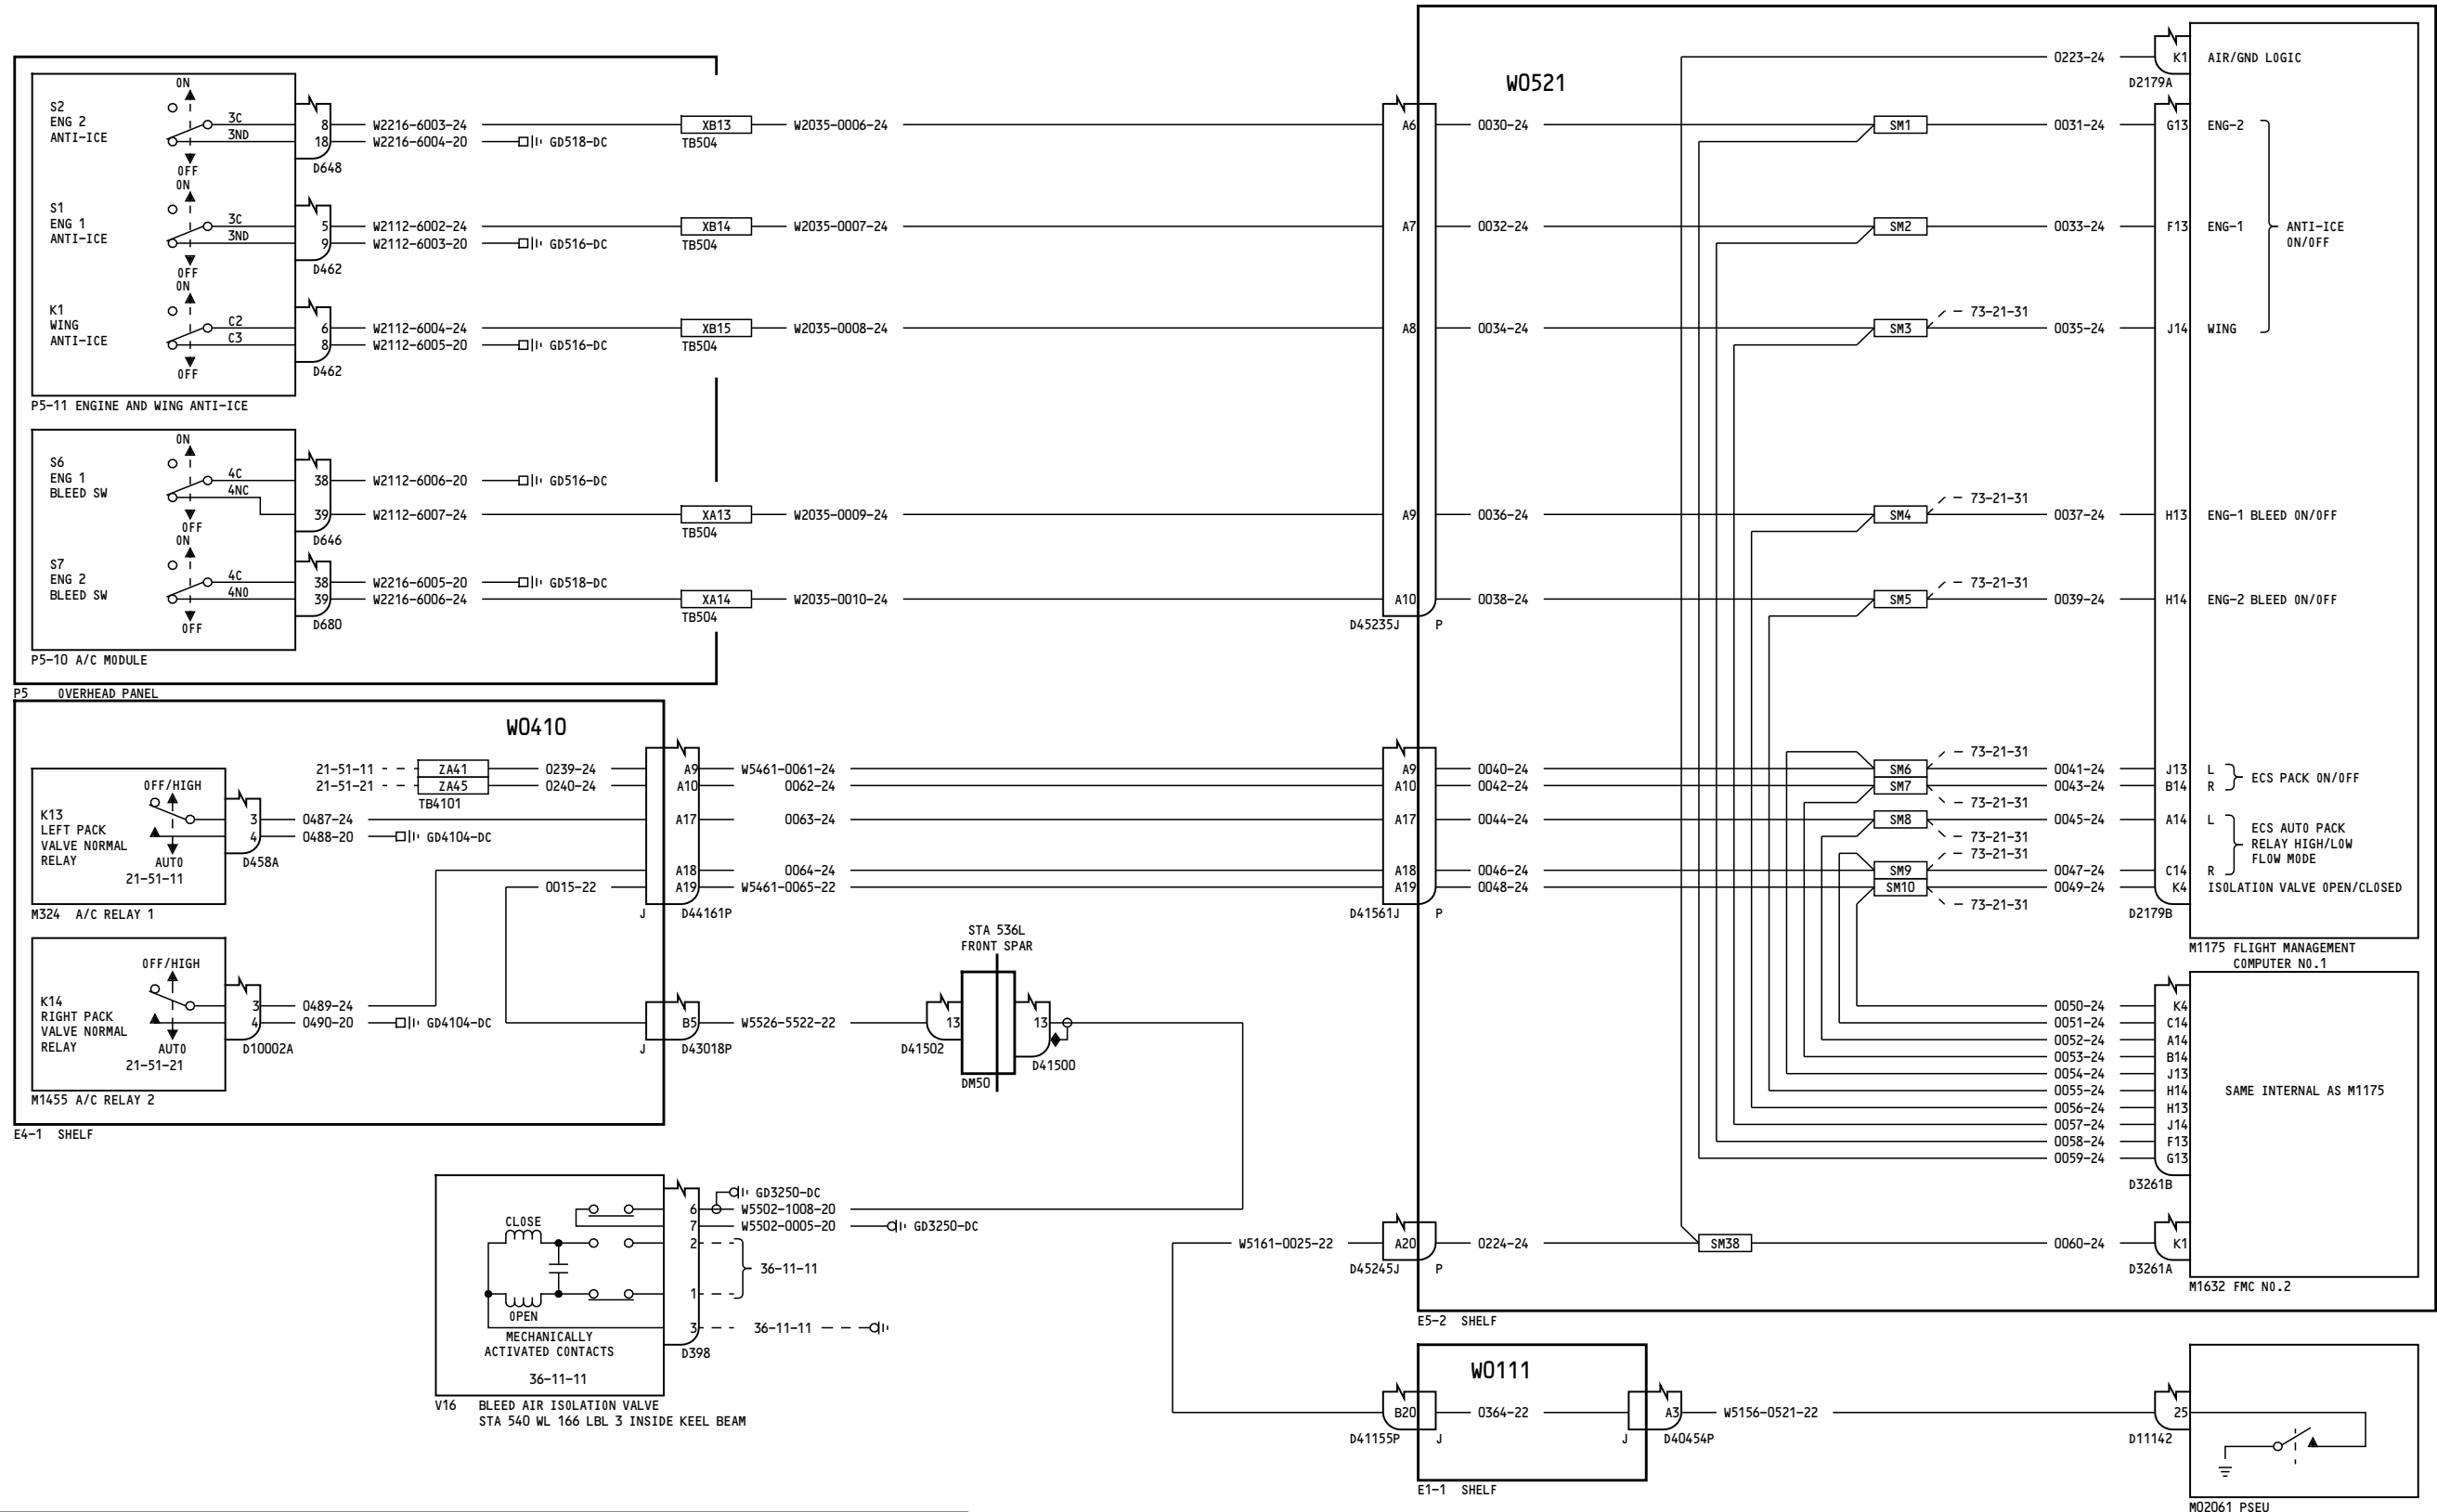 W0521
0223-24
K1
AIR/GND LOGIC
D2179A
ON
S2
ENG 2
ANTI-ICE
3C
3ND
OFF
8
18
D648
W2216-6003-24
W2216-6004-20
GD518-DC
XB13
TB504
W2035-0006-24
A6
0030-24
SM1
0031-24
G13
ENG-2
ON
S1
ENG 1
ANTI-ICE
3C
3ND
OFF
5
9
D462
W2112-6002-24
W2112-6003-20
GD516-DC
XB14
TB504
W2035-0007-24
A7
0032-24
SM2
0033-24
F13
ENG-1
ANTI-ICE
ON/OFF
ON
K1
WING
ANTI-ICE
C2
C3
OFF
6
8
D462
W2112-6004-24
W2112-6005-20
GD516-DC
XB15
TB504
W2035-0008-24
A8
0034-24
SM3
73-21-31
0035-24
J14
WING
P5-11 ENGINE AND WING ANTI-ICE
ON
S6
ENG 1
BLEED SW
4C
4NC
OFF
38
39
D646
W2112-6006-20
GD516-DC
W2112-6007-24
XA13
TB504
W2035-0009-24
A9
0036-24
SM4
73-21-31
0037-24
H13
ENG-1 BLEED ON/OFF
ON
S7
ENG 2
BLEED SW
4C
4NO
OFF
38
39
D680
W2216-6005-20
GD518-DC
W2216-6006-24
XA14
TB504
W2035-0010-24
A10
0038-24
SM5
73-21-31
0039-24
H14
ENG-2 BLEED ON/OFF
D45235J
P
P5-10 A/C MODULE
P5 OVERHEAD PANEL
W0410
21-51-11
ZA41
0239-24
A9
W5461-0061-24
A9
0040-24
SM6
73-21-31
0041-24
J13
L
21-51-21
ZA45
0240-24
A10
0062-24
A10
0042-24
SM7
73-21-31
0043-24
B14
R
ECS PACK ON/OFF
TB4101
OFF/HIGH
K13
LEFT PACK
VALVE NORMAL
RELAY
AUTO
21-51-11
3
4
D458A
0487-24
0488-20
GD4104-DC
A17
0063-24
A17
0044-24
SM8
73-21-31
0045-24
A14
L
ECS AUTO PACK
RELAY HIGH/LOW
FLOW MODE
A18
0064-24
A18
0046-24
SM9
73-21-31
0047-24
C14
R
0015-22
A19
W5461-0065-22
A19
0048-24
SM10
73-21-31
0049-24
K4
ISOLATION VALVE OPEN/CLOSED
J
D44161P
D41561J
P
D2179B
M324 A/C RELAY 1
M1175 FLIGHT MANAGEMENT
COMPUTER NO.1
OFF/HIGH
K14
RIGHT PACK
VALVE NORMAL
RELAY
AUTO
21-51-21
3
4
D10002A
0489-24
0490-20
GD4104-DC
J
B5
D43018P
W5526-5522-22
STA 536L
FRONT SPAR
13
D41502
DM50
13
D41500
M1455 A/C RELAY 2
E4-1 SHELF
0050-24
K4
0051-24
C14
0052-24
A14
0053-24
B14
0054-24
J13
0055-24
H14
0056-24
H13
0057-24
J14
0058-24
F13
0059-24
G13
D3261B
SAME INTERNAL AS M1175
CLOSE
OPEN
MECHANICALLY
ACTIVATED CONTACTS
36-11-11
6
7
2
1
3
D398
GD3250-DC
W5502-1008-20
W5502-0005-20
GD3250-DC
36-11-11
36-11-11
V16 BLEED AIR ISOLATION VALVE
STA 540 WL 166 LBL 3 INSIDE KEEL BEAM
W5161-0025-22
A20
D45245J
P
0224-24
SM38
0060-24
K1
D3261A
M1632 FMC NO.2
E5-2 SHELF
W0111
B20
D41155P
J
0364-22
J
A3
D40454P
W5156-0521-22
25
D11142
E1-1 SHELF
M02061 PSEU